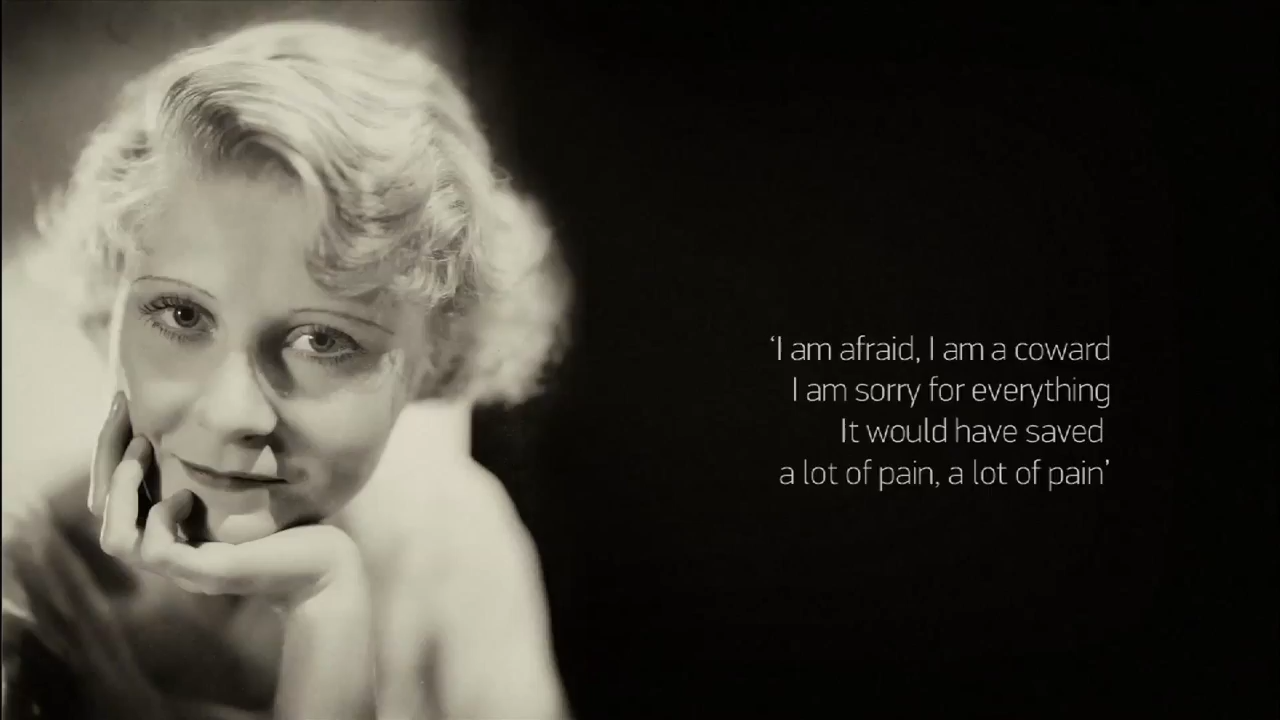 ‘I am afraid, I am a coward
I am sorry for everything
It would have saved
a lot of pain, a lot of pain’